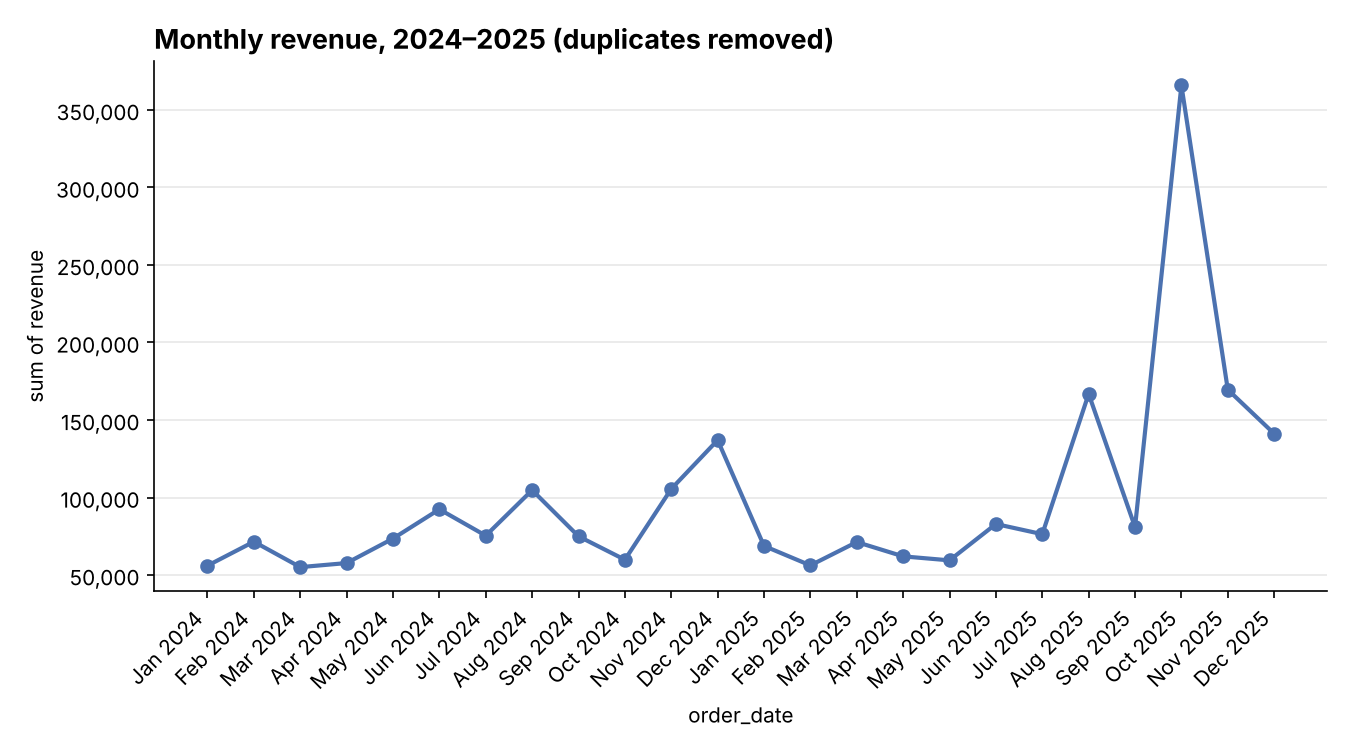 Monthly revenue, 2024–2025 (duplicates removed)
sum of revenue
350,000
300,000
250,000
200,000
150,000
100,000
50,000
Jan 2024
Feb 2024
Mar 2024
Apr 2024
May 2024
Jun 2024
Jul 2024
Aug 2024
Sep 2024
Oct 2024
Nov 2024
Dec 2024
Jan 2025
Feb 2025
Mar 2025
Apr 2025
May 2025
Jun 2025
Jul 2025
Aug 2025
Sep 2025
Oct 2025
Nov 2025
Dec 2025
order_date